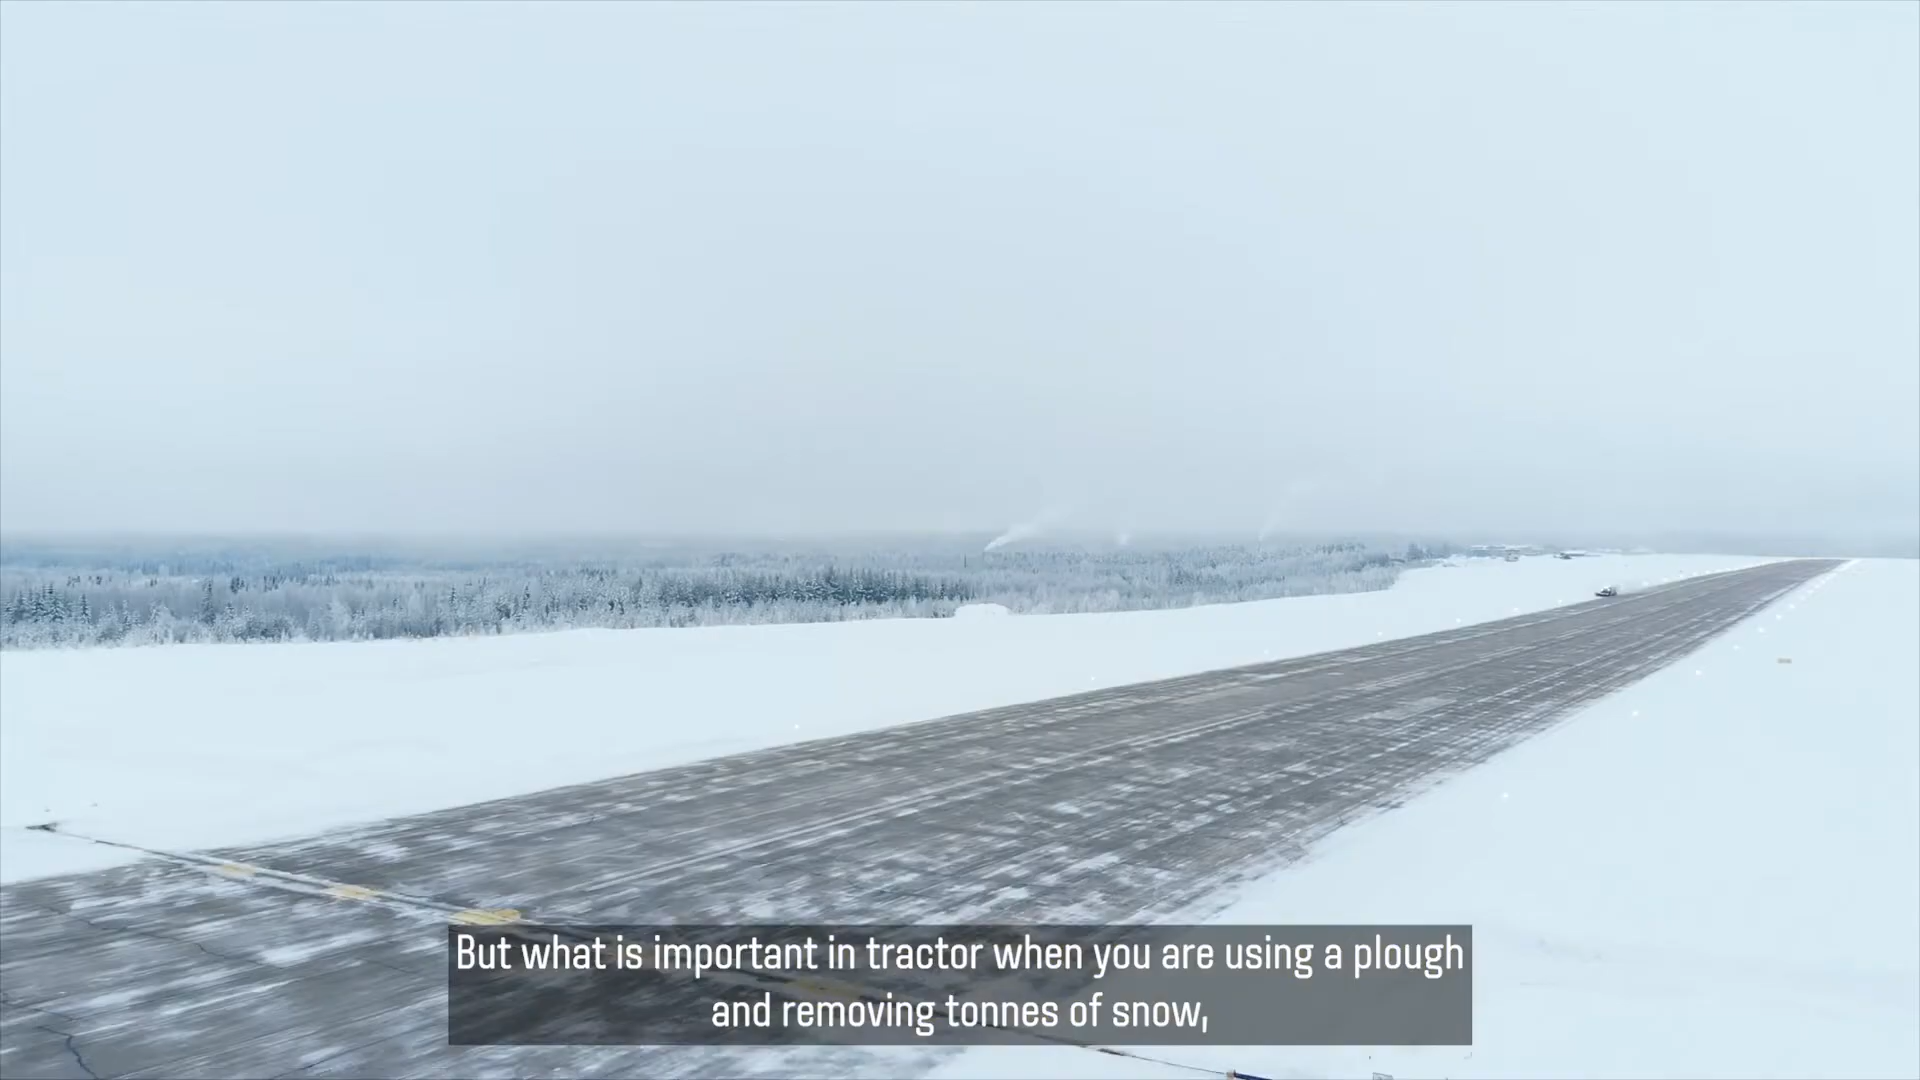 But what is important in tractor when you are using a plough
and removing tonnes of snow,